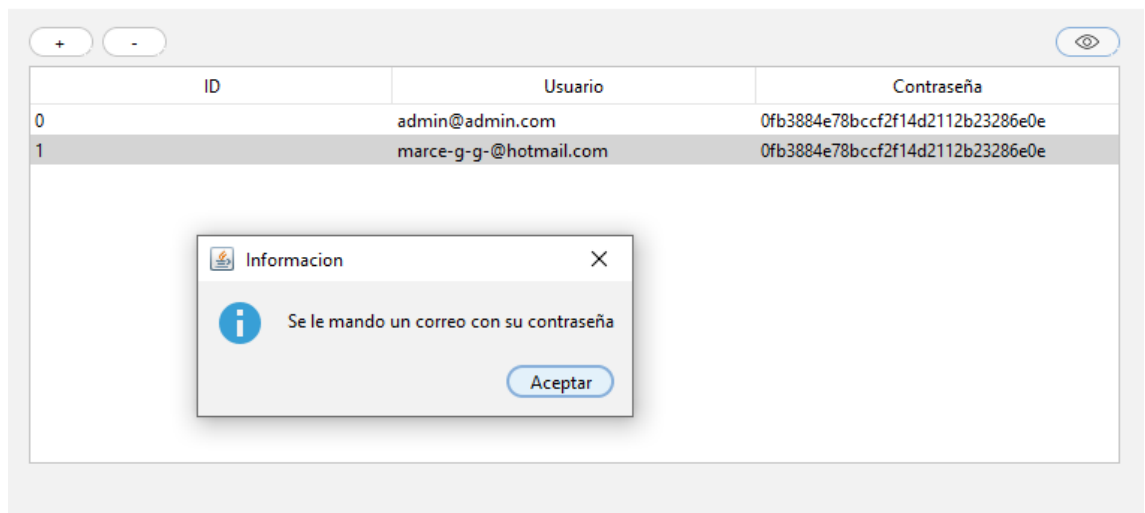 + -
ID Usuario Contraseña
0 admin@admin.com 0fb3884e78bccf2f14d2112b23286e0e
1 marce-g-g-@hotmail.com 0fb3884e78bccf2f14d2112b23286e0e
Informacion
Se le mando un correo con su contraseña
Aceptar